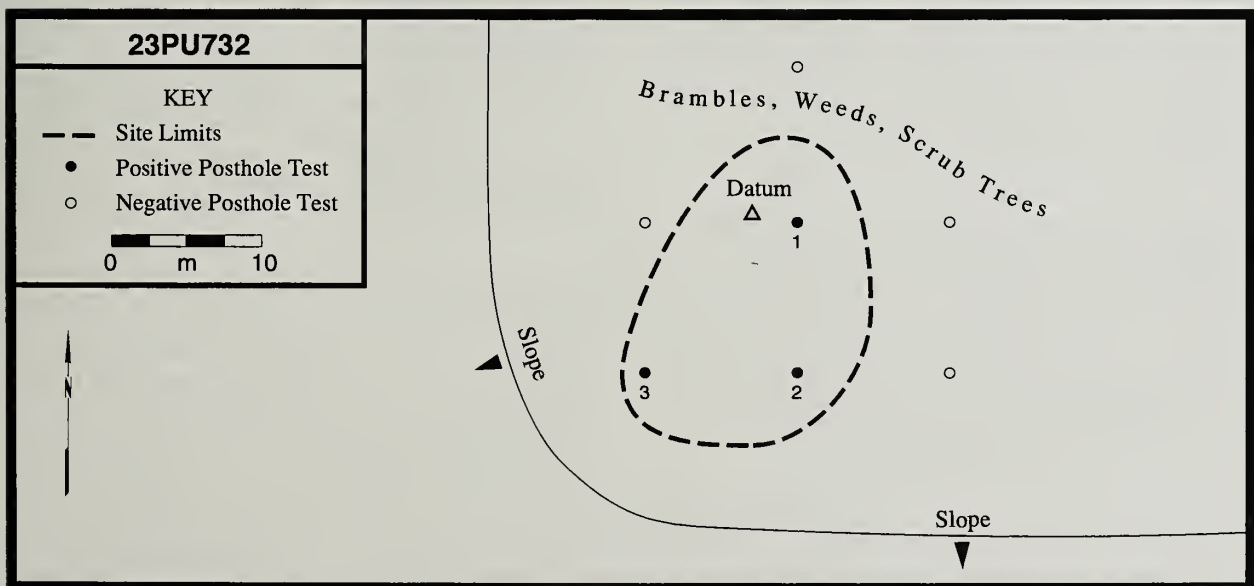 23PU732
KEY
Site Limits
Positive Posthole Test
Negative Posthole Test
0 m 10
N
Brambles, Weeds, Scrub Trees
Datum
1
Slope
3
2
Slope